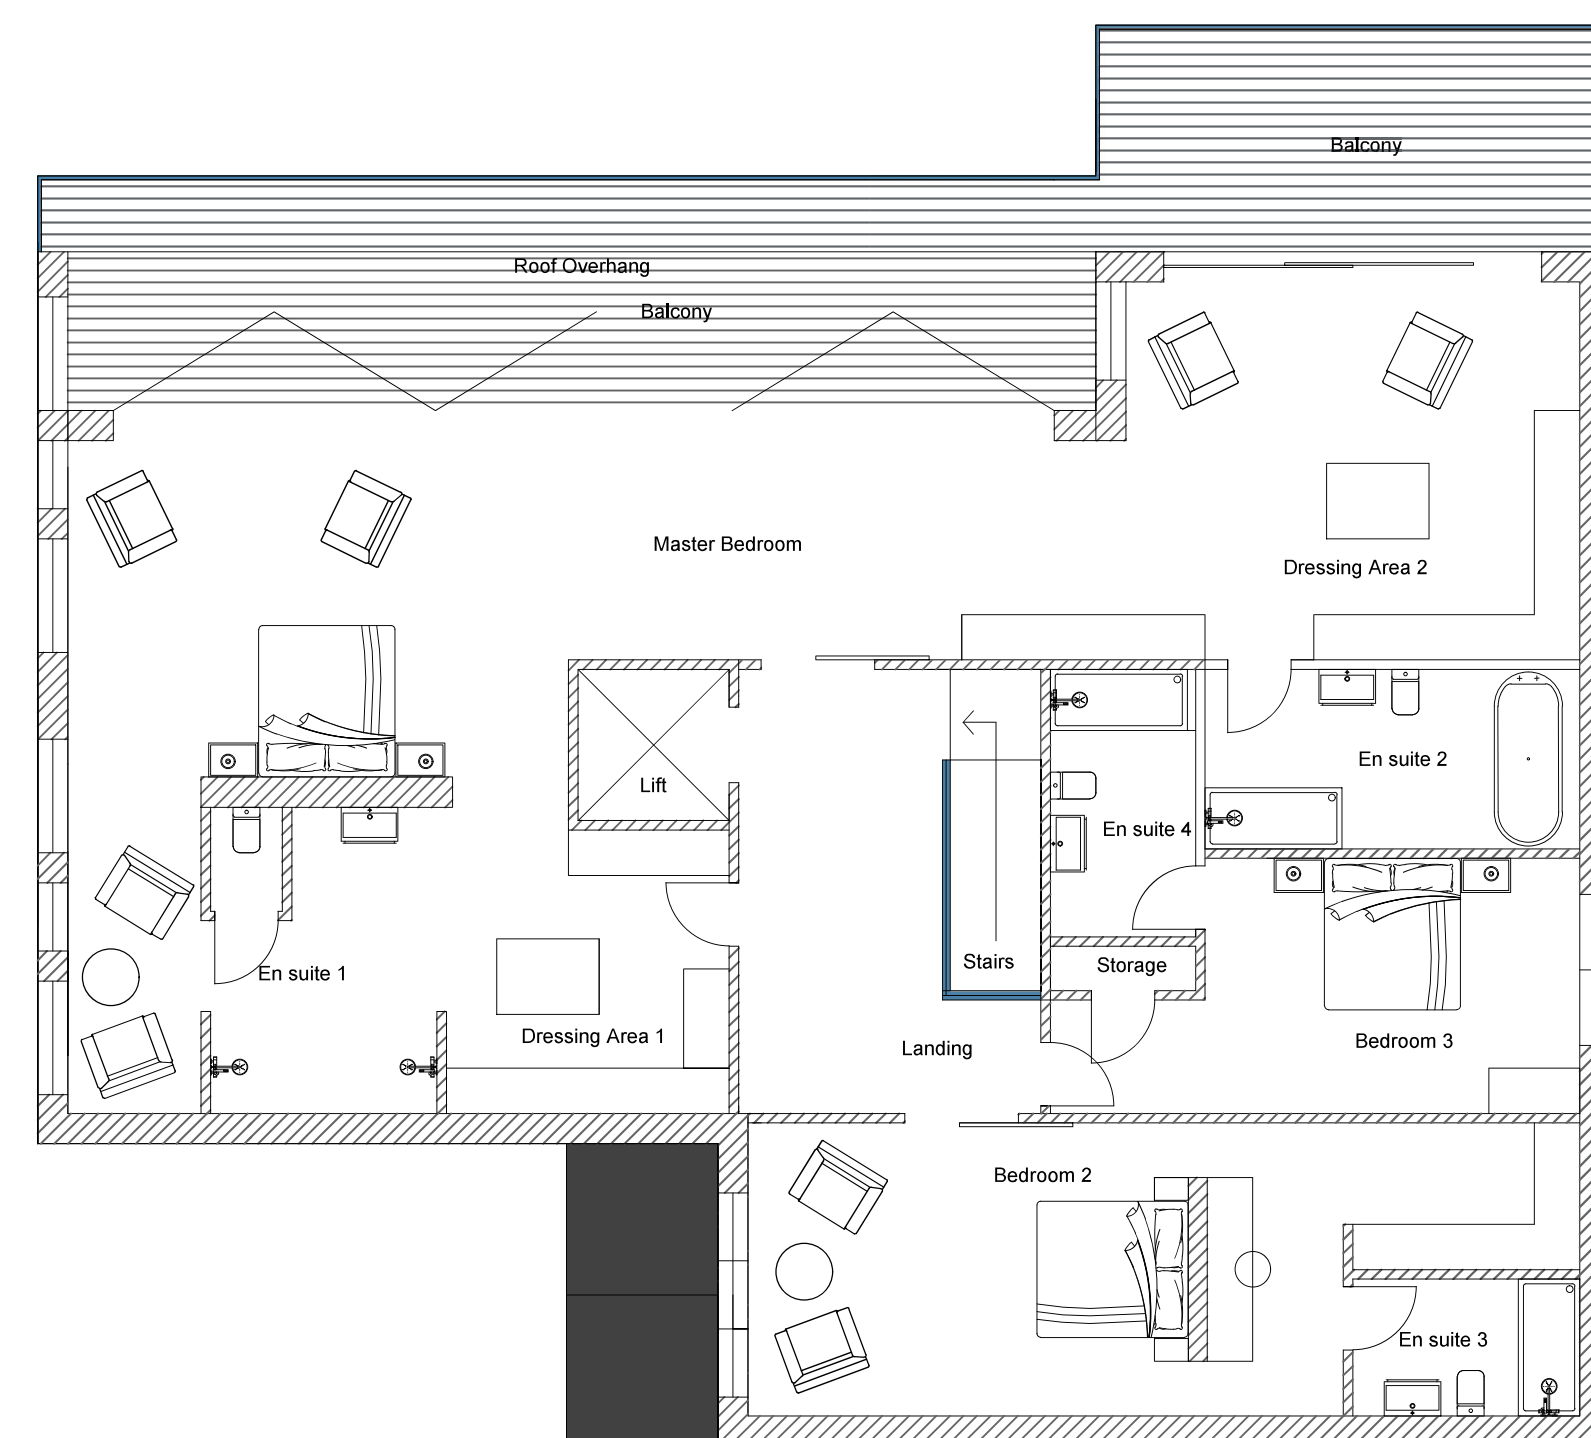 Balcony
Roof Overhang
Balcony
Master Bedroom
Dressing Area 2
Lift
En suite 2
En suite 4
En suite 1
Stairs
Storage
Dressing Area 1
Landing
Bedroom 3
Bedroom 2
En suite 3